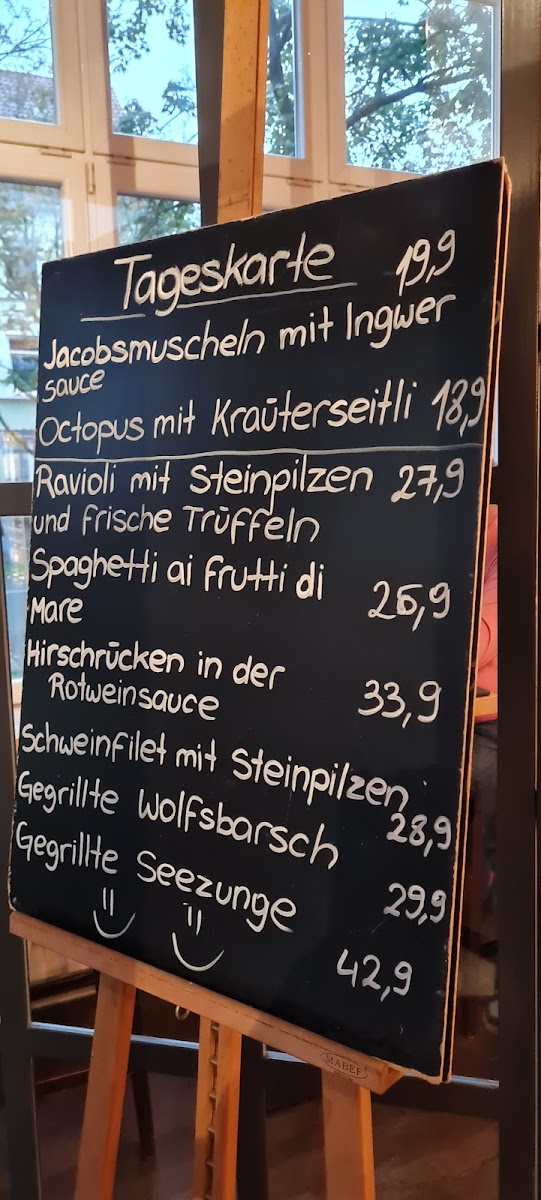 Tageskarte
Jacobsmuscheln mit Ingwer 19,9
sauce
Octopus mit Kraüterseitli 18,9
Ravioli mit Steinpilzen 27,9
und frische Trüffeln
Spaghetti ai frutti di
Mare 26,9
Hirschrücken in der
Rotweinsauce 33,9
Schweinfilet mit Steinpilzen
28,9
Gegrillte Wolfsbarsch 29,9
Gegrillte Seezunge
42,9
MABEF